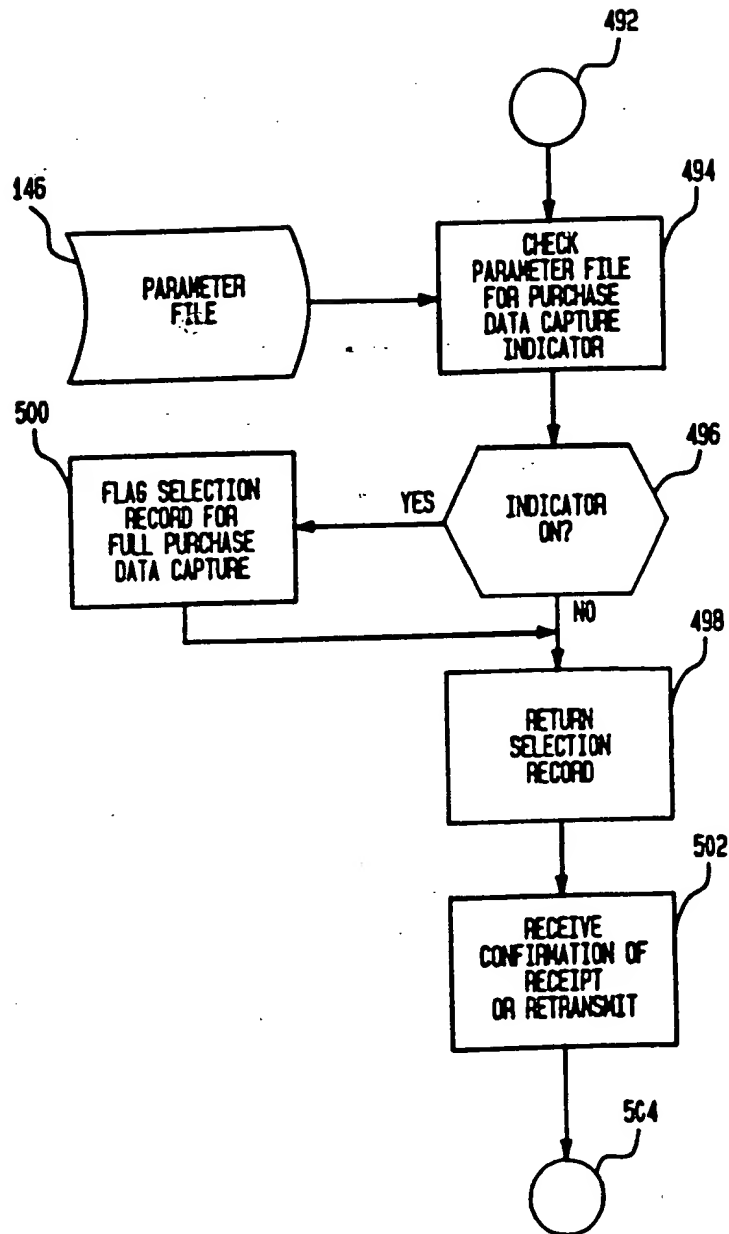 492
494
146
CHECK
PARAMETER FILE
FOR PURCHASE
DATA CAPTURE
INDICATOR
PARAMETER
FILE
500
496
FLAG SELECTION
RECORD FOR
FULL PURCHASE
DATA CAPTURE
YES
INDICATOR
ON?
NO
498
RETURN
SELECTION
RECORD
502
RECEIVE
CONFIRMATION OF
RECEIPT
OR RETRANSMIT
504